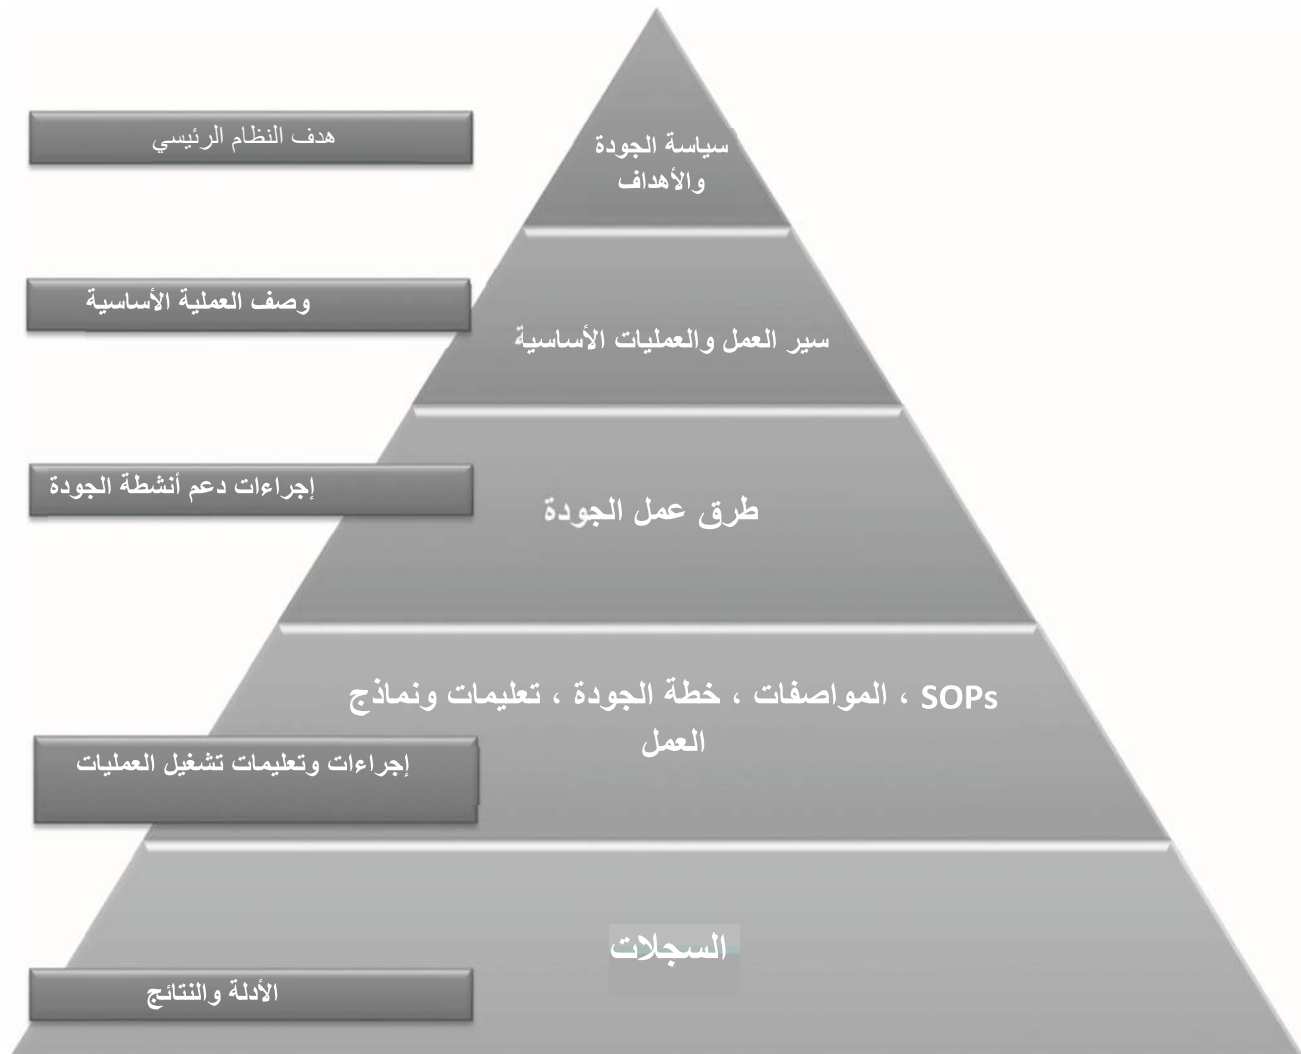 هدف النظام الرئيسي
سياسة الجودة
والأهداف
وصف العملية الأساسية
سير العمل والعمليات الأساسية
إجراءات دعم أنشطة الجودة
طرق عمل الجودة
SOPs ، المواصفات ، خطة الجودة ، تعليمات ونماذج
العمل
إجراءات وتعليمات تشغيل العمليات
السجلات
الأدلة والنتائج